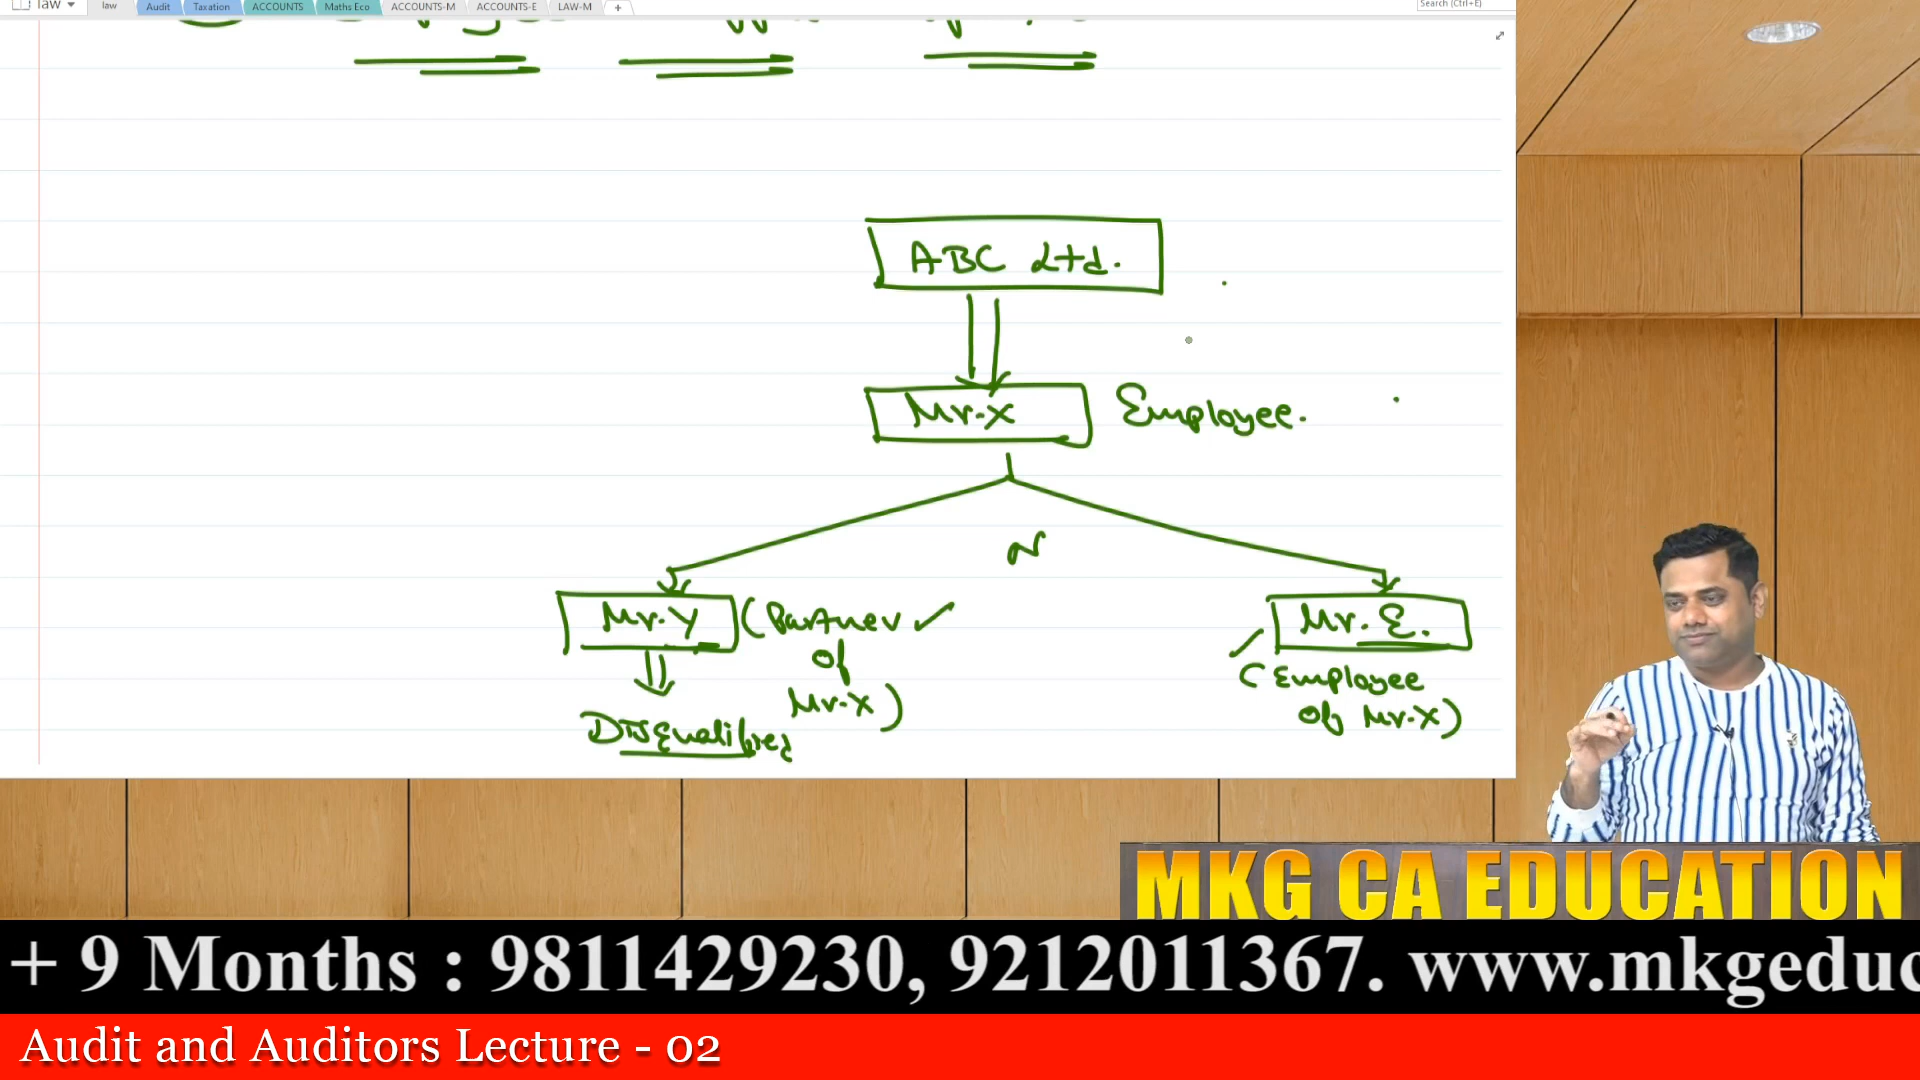 law
law Audit Taxation ACCOUNTS Maths Eco ACCOUNTS-M ACCOUNTS-E LAW-M +
Search (Ctrl+E)
ABC Ltd.
Mr.X Employee.
Mr.Y (Partner
of
Mr.X)
Disqualified
Mr. E.
(Employee
of Mr.X)
MKG CA EDUCATION
+ 9 Months : 9811429230, 9212011367. www.mkgeduc
Audit and Auditors Lecture - 02